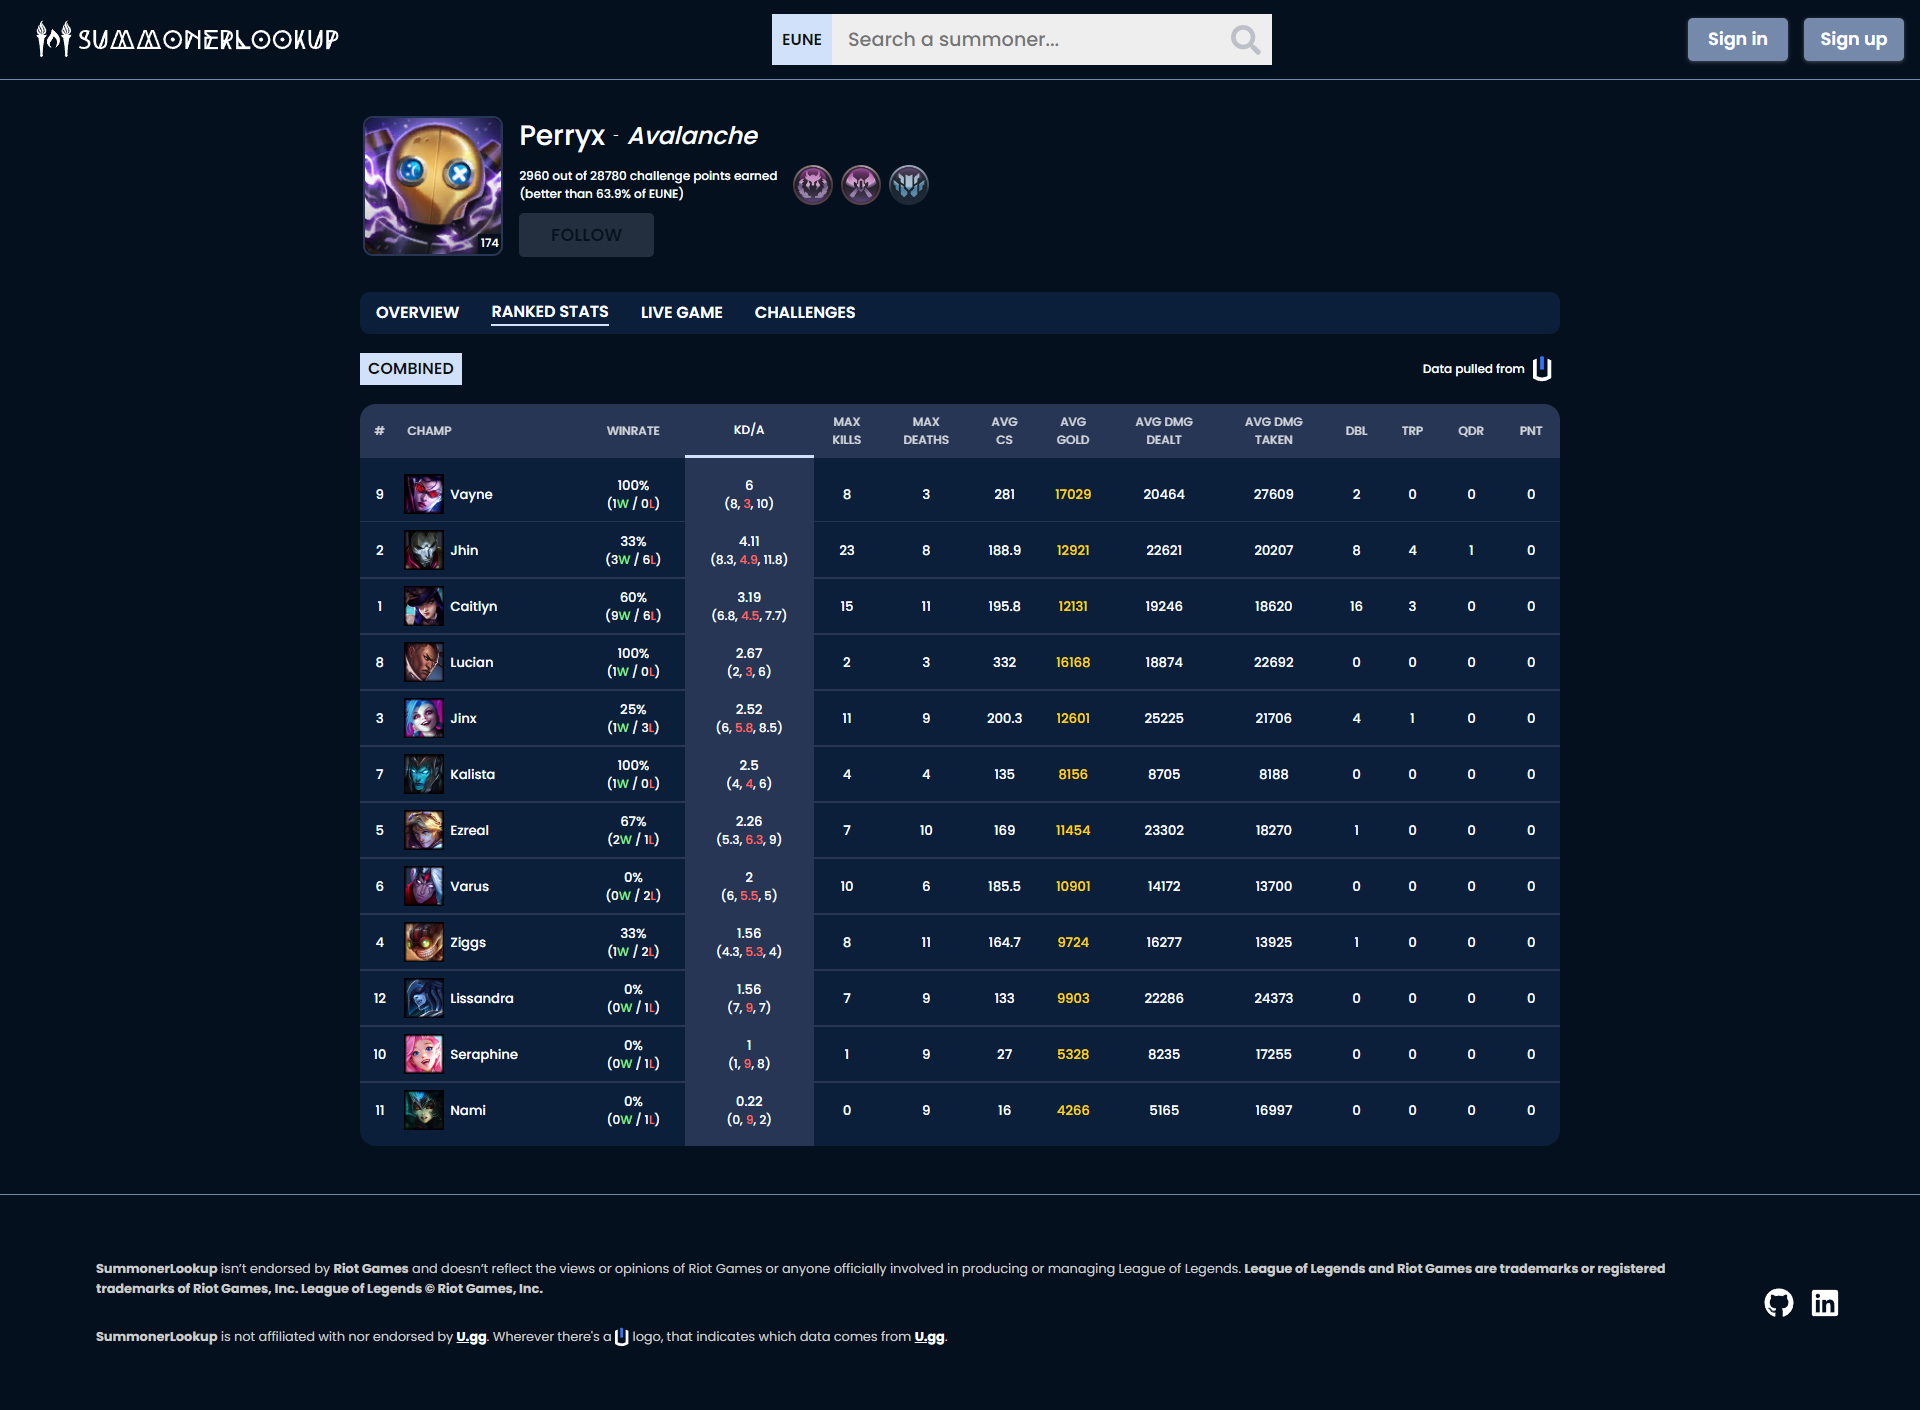 SUMMONERLOOKUP
EUNE Search a summoner...
Sign in Sign up
Perryx - Avalanche
2960 out of 28780 challenge points earned
(better than 63.9% of EUNE)
174
FOLLOW
OVERVIEW RANKED STATS LIVE GAME CHALLENGES
COMBINED Data pulled from
# CHAMP WINRATE KD/A MAX KILLS MAX DEATHS AVG CS AVG GOLD AVG DMG DEALT AVG DMG TAKEN DBL TRP QDR PNT
9 Vayne 100% (1W / 0L) 6 (8, 3, 10) 8 3 281 17029 20464 27609 2 0 0 0
2 Jhin 33% (3W / 6L) 4.11 (8.3, 4.9, 11.8) 23 8 188.9 12921 22621 20207 8 4 1 0
1 Caitlyn 60% (9W / 6L) 3.19 (6.8, 4.5, 7.7) 15 11 195.8 12131 19246 18620 16 3 0 0
8 Lucian 100% (1W / 0L) 2.67 (2, 3, 6) 2 3 332 16168 18874 22692 0 0 0 0
3 Jinx 25% (1W / 3L) 2.52 (6, 5.8, 8.5) 11 9 200.3 12601 25225 21706 4 1 0 0
7 Kalista 100% (1W / 0L) 2.5 (4, 4, 6) 4 4 135 8156 8705 8188 0 0 0 0
5 Ezreal 67% (2W / 1L) 2.26 (5.3, 6.3, 9) 7 10 169 11454 23302 18270 1 0 0 0
6 Varus 0% (0W / 2L) 2 (6, 5.5, 5) 10 6 185.5 10901 14172 13700 0 0 0 0
4 Ziggs 33% (1W / 2L) 1.56 (4.3, 5.3, 4) 8 11 164.7 9724 16277 13925 1 0 0 0
12 Lissandra 0% (0W / 1L) 1.56 (7, 9, 7) 7 9 133 9903 22286 24373 0 0 0 0
10 Seraphine 0% (0W / 1L) 1 (1, 9, 8) 1 9 27 5328 8235 17255 0 0 0 0
11 Nami 0% (0W / 1L) 0.22 (0, 9, 2) 0 9 16 4266 5165 16997 0 0 0 0
SummonerLookup isn't endorsed by Riot Games and doesn't reflect the views or opinions of Riot Games or anyone officially involved in producing or managing League of Legends. League of Legends and Riot Games are trademarks or registered
trademarks of Riot Games, Inc. League of Legends © Riot Games, Inc.
SummonerLookup is not affiliated with nor endorsed by U.gg. Wherever there's a logo, that indicates which data comes from U.gg.